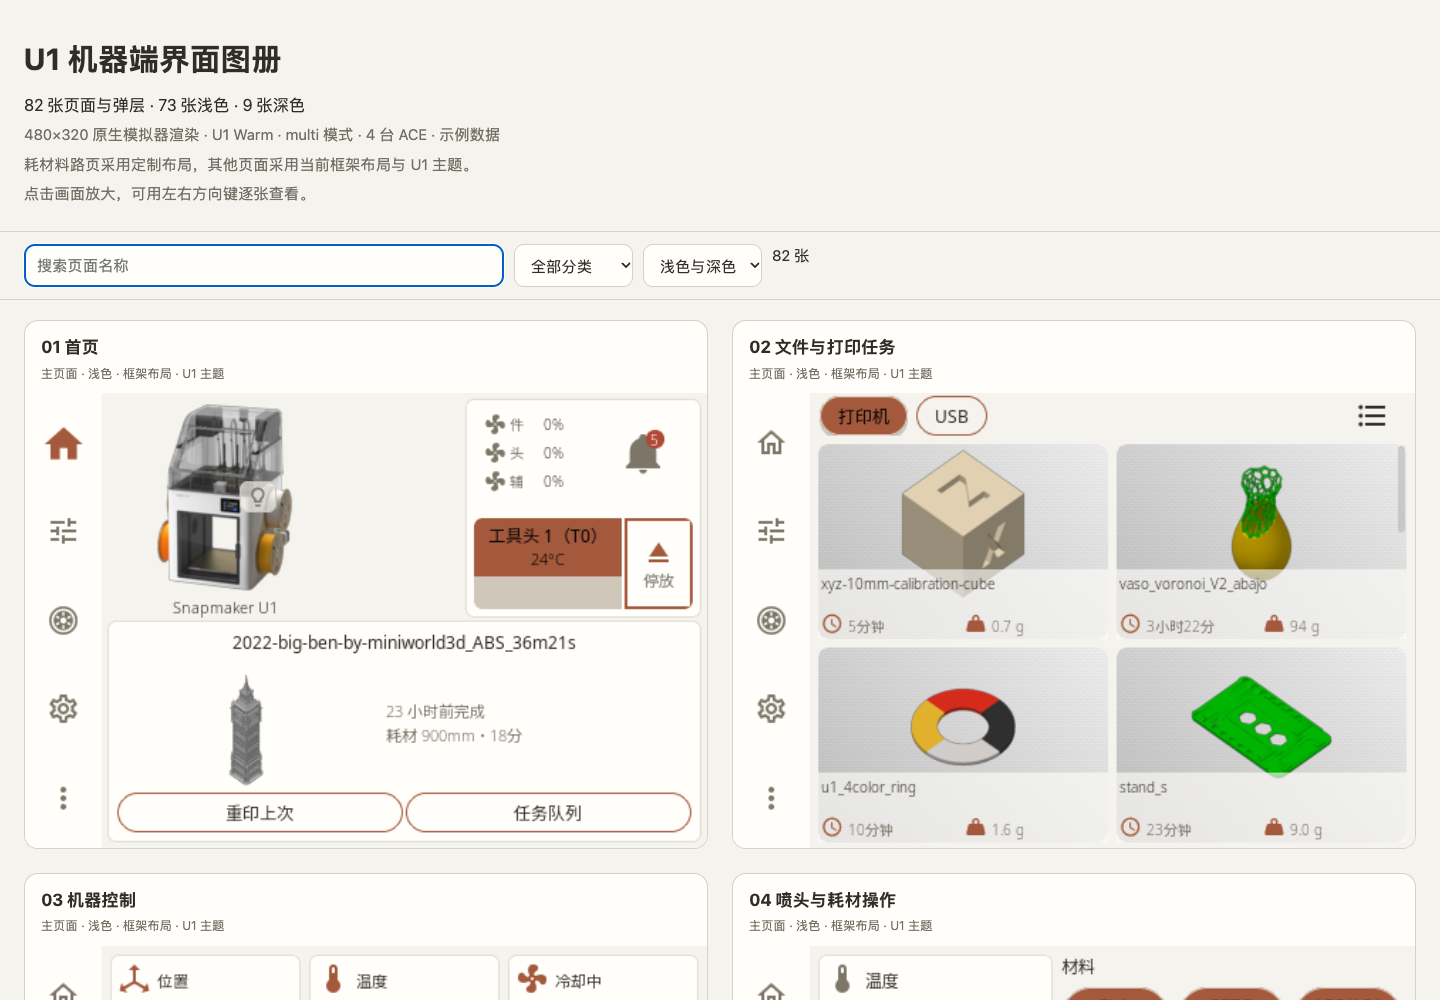 U1 机器端界面图册
82 张页面与弹层 · 73 张浅色 · 9 张深色
480×320 原生模拟器渲染 · U1 Warm · multi 模式 · 4 台 ACE · 示例数据
耗材料路页采用定制布局，其他页面采用当前框架布局与 U1 主题。
点击画面放大，可用左右方向键逐张查看。
搜索页面名称
全部分类
浅色与深色
82 张
01 首页
主页面 · 浅色 · 框架布局 · U1 主题
件 0%
头 0%
辅 0%
5
工具头 1（T0）
24°C
停放
Snapmaker U1
2022-big-ben-by-miniworld3d_ABS_36m21s
23 小时前完成
耗材 900mm • 18分
重印上次
任务队列
02 文件与打印任务
主页面 · 浅色 · 框架布局 · U1 主题
打印机
USB
Z
X
xyz-10mm-calibration-cube
5分钟
0.7 g
vaso_voronoi_V2_abajo
3小时22分
94 g
u1_4color_ring
10分钟
1.6 g
stand_s
23分钟
9.0 g
03 机器控制
主页面 · 浅色 · 框架布局 · U1 主题
位置
温度
冷却中
04 喷头与耗材操作
主页面 · 浅色 · 框架布局 · U1 主题
温度
材料